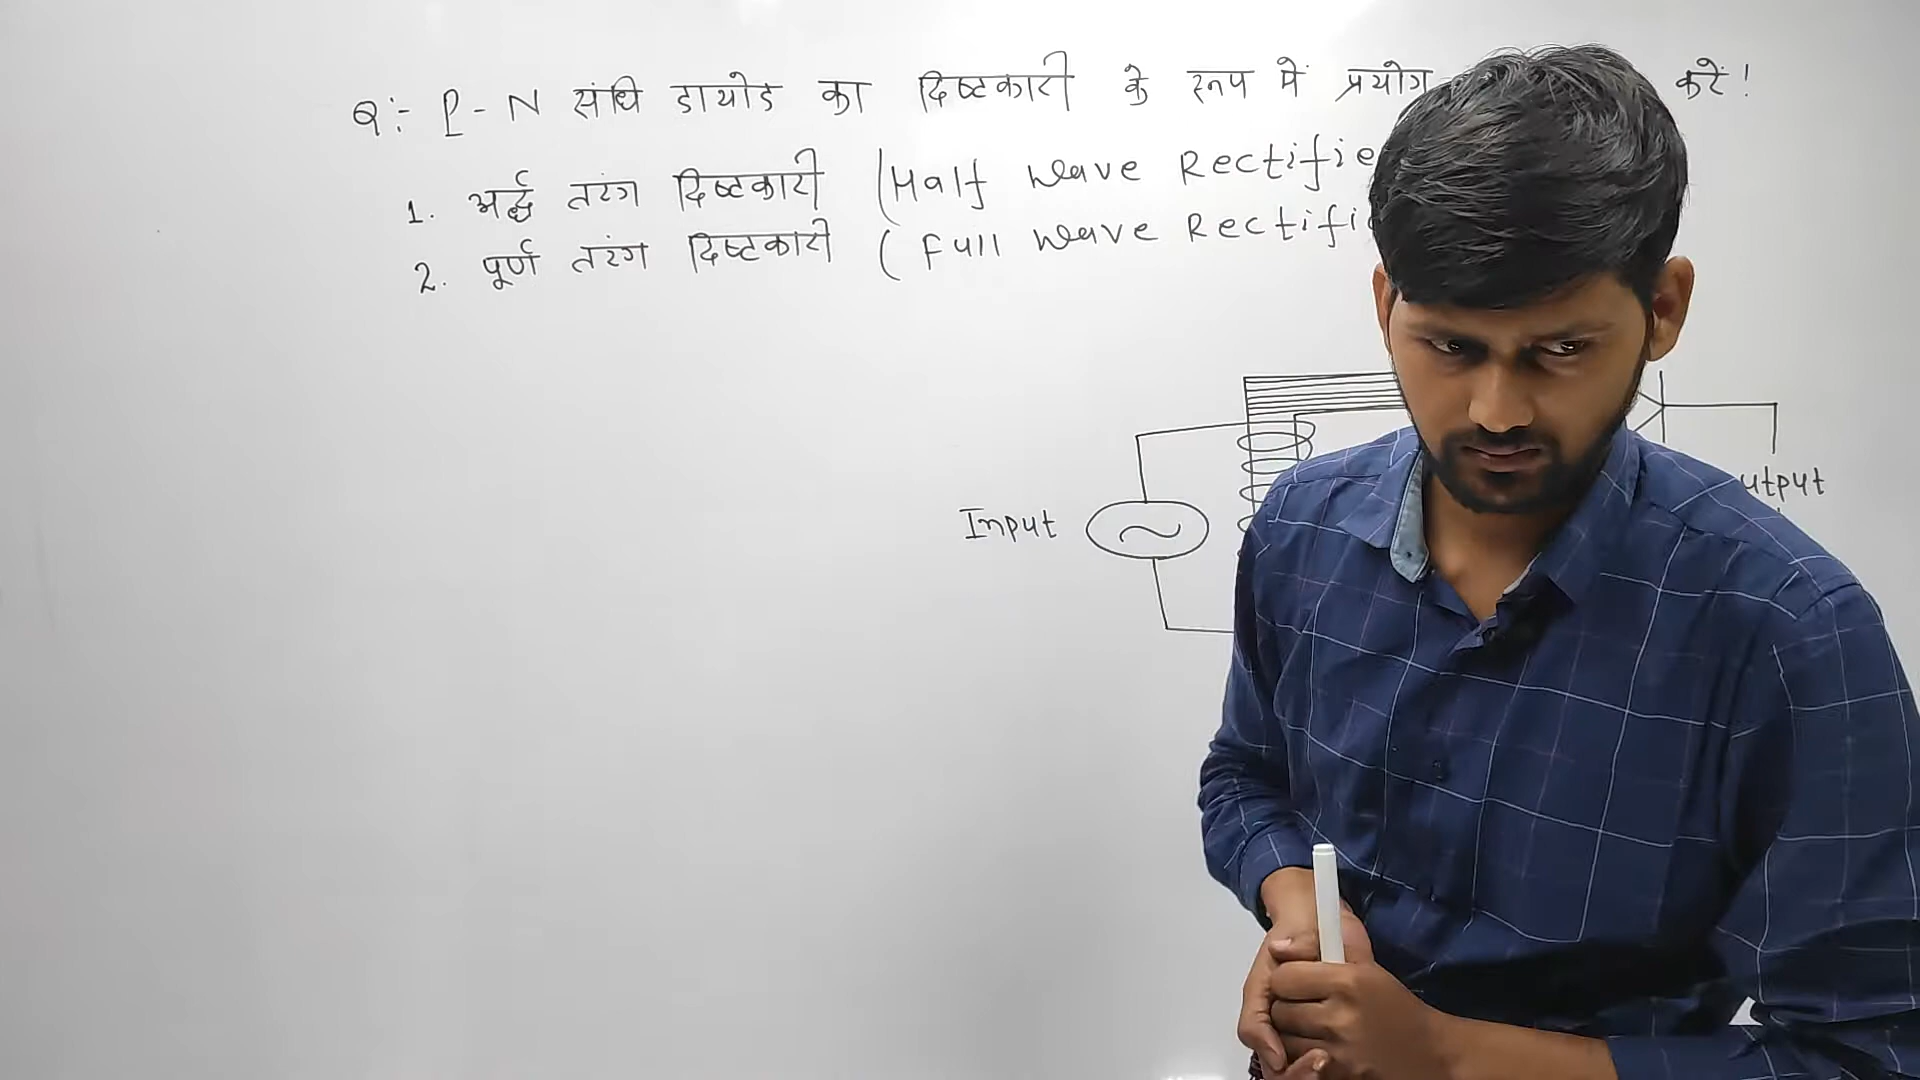 Q:- P-N संधि डायोड का दिष्टकारी के रूप में प्रयोग करें!
1. अर्द्ध तरंग दिष्टकारी (Half Wave Rectifie
2. पूर्ण तरंग दिष्टकारी (Full Wave Rectifi
utput
Input